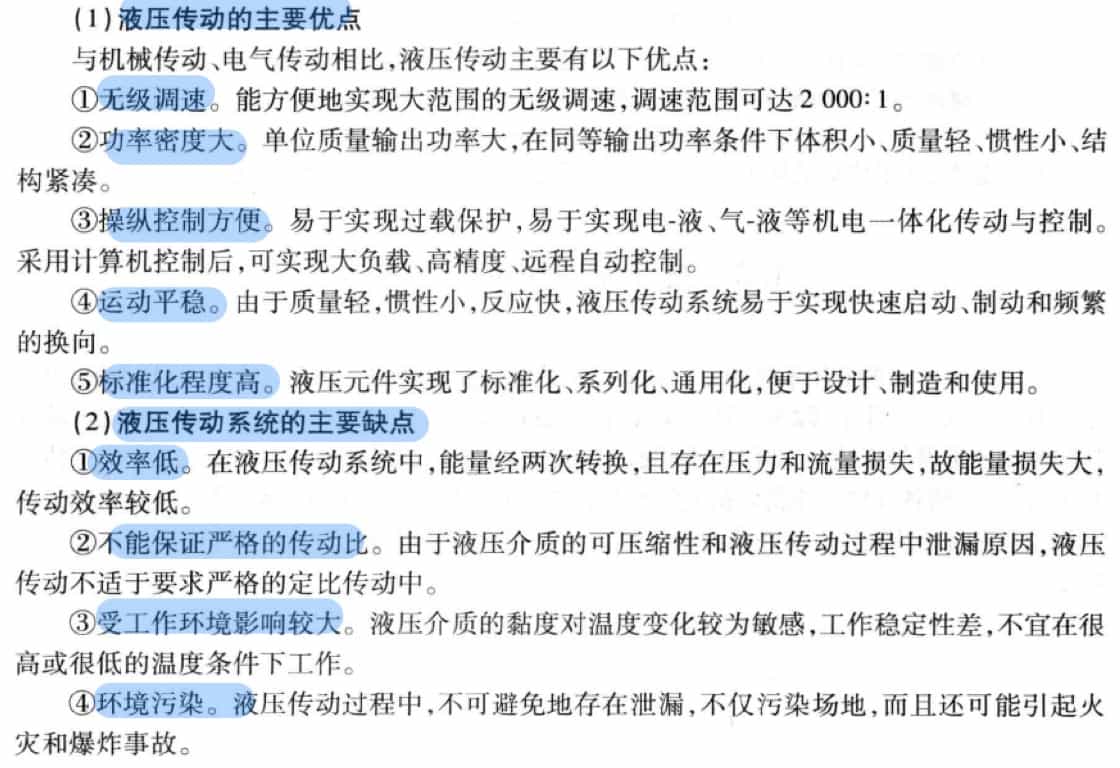 (1)液压传动的主要优点
与机械传动、电气传动相比,液压传动主要有以下优点:
①无级调速。能方便地实现大范围的无级调速,调速范围可达2 000∶1。
②功率密度大。单位质量输出功率大,在同等输出功率条件下体积小、质量轻、惯性小、结
构紧凑。
③操纵控制方便。易于实现过载保护,易于实现电-液、气-液等机电一体化传动与控制。
采用计算机控制后,可实现大负载、高精度、远程自动控制。
④运动平稳。由于质量轻,惯性小,反应快,液压传动系统易于实现快速启动、制动和频繁
的换向。
⑤标准化程度高。液压元件实现了标准化、系列化、通用化,便于设计、制造和使用。
(2)液压传动系统的主要缺点
①效率低。在液压传动系统中,能量经两次转换,且存在压力和流量损失,故能量损失大,
传动效率较低。
②不能保证严格的传动比。由于液压介质的可压缩性和液压传动过程中泄漏原因,液压
传动不适于要求严格的定比传动中。
③受工作环境影响较大。液压介质的黏度对温度变化较为敏感,工作稳定性差,不宜在很
高或很低的温度条件下工作。
④环境污染。液压传动过程中,不可避免地存在泄漏,不仅污染场地,而且还可能引起火
灾和爆炸事故。